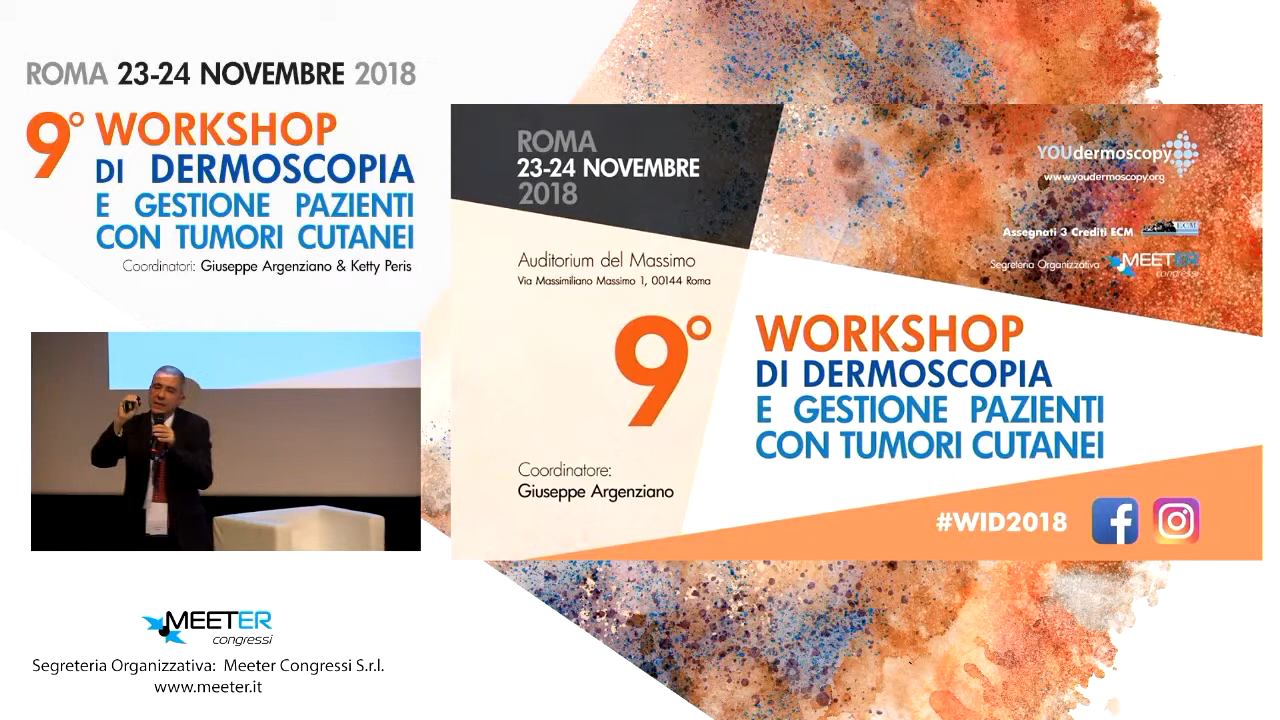 ROMA 23-24 NOVEMBRE 2018
9° WORKSHOP
DI DERMOSCOPIA
E GESTIONE PAZIENTI
CON TUMORI CUTANEI
Coordinatori: Giuseppe Argenziano & Ketty Peris
MEETER
congressi
Segreteria Organizzativa: Meeter Congressi S.r.l.
www.meeter.it
ROMA
23-24 NOVEMBRE
2018
YOUdermoscopy
www.youdermoscopy.org
Assegnati 3 Crediti ECM
ECM
Segreteria Organizzativa MEETER
congressi
Auditorium del Massimo
Via Massimiliano Massimo 1, 00144 Roma
9° WORKSHOP
DI DERMOSCOPIA
E GESTIONE PAZIENTI
CON TUMORI CUTANEI
Coordinatore:
Giuseppe Argenziano
#WID2018